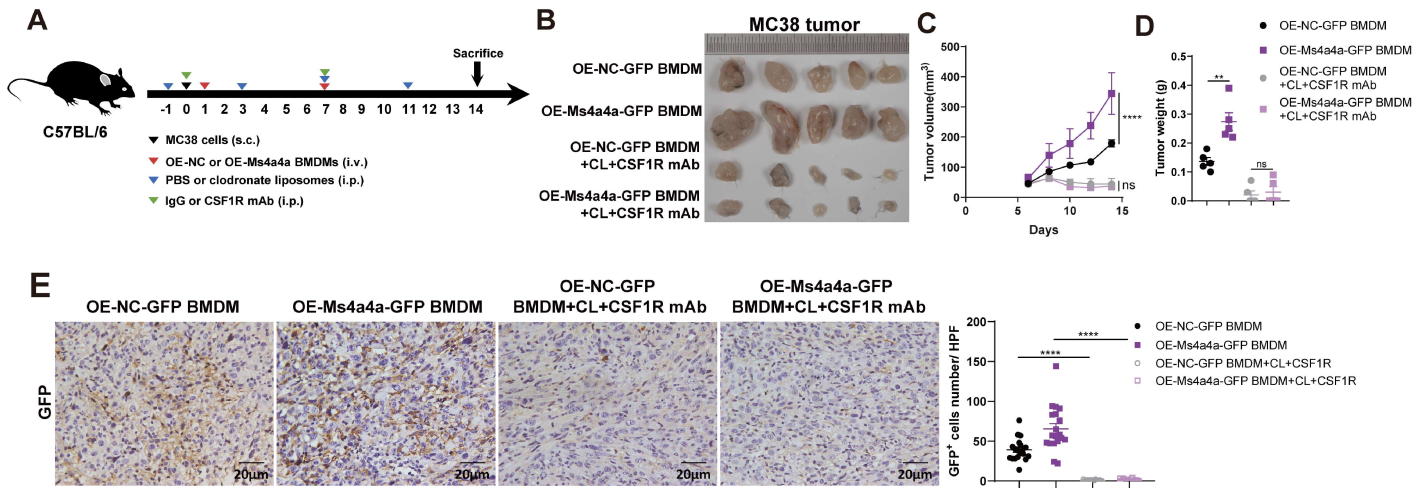 A
Sacrifice
C57BL/6
-1 0 1 2 3 4 5 6 7 8 9 10 11 12 13 14
MC38 cells (s.c.)
OE-NC or OE-Ms4a4a BMDMs (i.v.)
PBS or clodronate liposomes (i.p.)
IgG or CSF1R mAb (i.p.)
B
MC38 tumor
OE-NC-GFP BMDM
OE-Ms4a4a-GFP BMDM
OE-NC-GFP BMDM
+CL+CSF1R mAb
OE-Ms4a4a-GFP BMDM
+CL+CSF1R mAb
C
Tumor volume(mm³)
500
400
300
200
100
0
0 5 10 15
Days
****
ns
D
Tumor weight (g)
0.5
0.4
0.3
0.2
0.1
0.0
**
ns
OE-NC-GFP BMDM
OE-Ms4a4a-GFP BMDM
OE-NC-GFP BMDM
+CL+CSF1R mAb
OE-Ms4a4a-GFP BMDM
+CL+CSF1R mAb
E
OE-NC-GFP BMDM
OE-Ms4a4a-GFP BMDM
OE-NC-GFP
BMDM+CL+CSF1R mAb
OE-Ms4a4a-GFP
BMDM+CL+CSF1R mAb
GFP
20μm
20μm
20μm
20μm
GFP⁺ cells number/ HPF
200
150
100
50
0
****
****
OE-NC-GFP BMDM
OE-Ms4a4a-GFP BMDM
OE-NC-GFP BMDM+CL+CSF1R
OE-Ms4a4a-GFP BMDM+CL+CSF1R